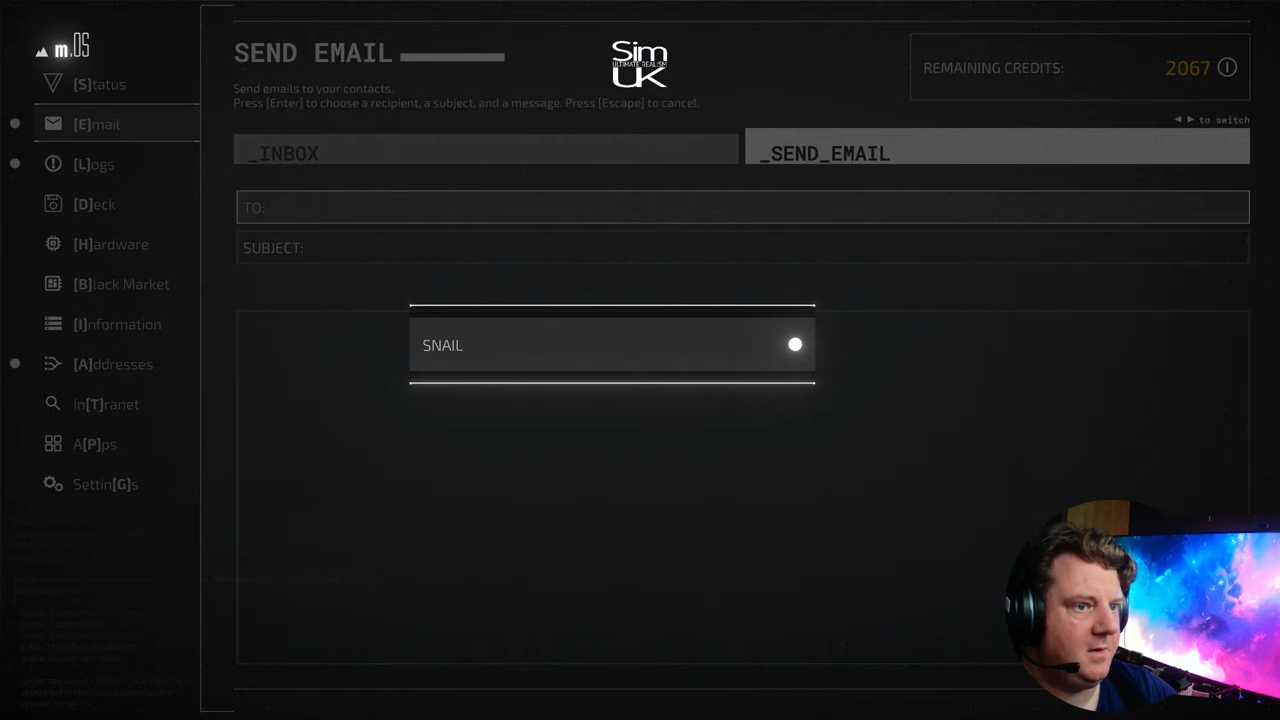 m.OS
[S]tatus
[E]mail
[L]ogs
[D]eck
[H]ardware
[B]lack Market
[I]nformation
[A]ddresses
In[T]ranet
A[P]ps
Settin[G]s
SEND EMAIL
Send emails to your contacts.
Press [Enter] to choose a recipient, a subject, and a message. Press [Escape] to cancel.
Sim
ULTIMATE REALISM
UK
REMAINING CREDITS: 2067
◀ ▶ to switch
_INBOX
_SEND_EMAIL
TO:
SUBJECT:
SNAIL